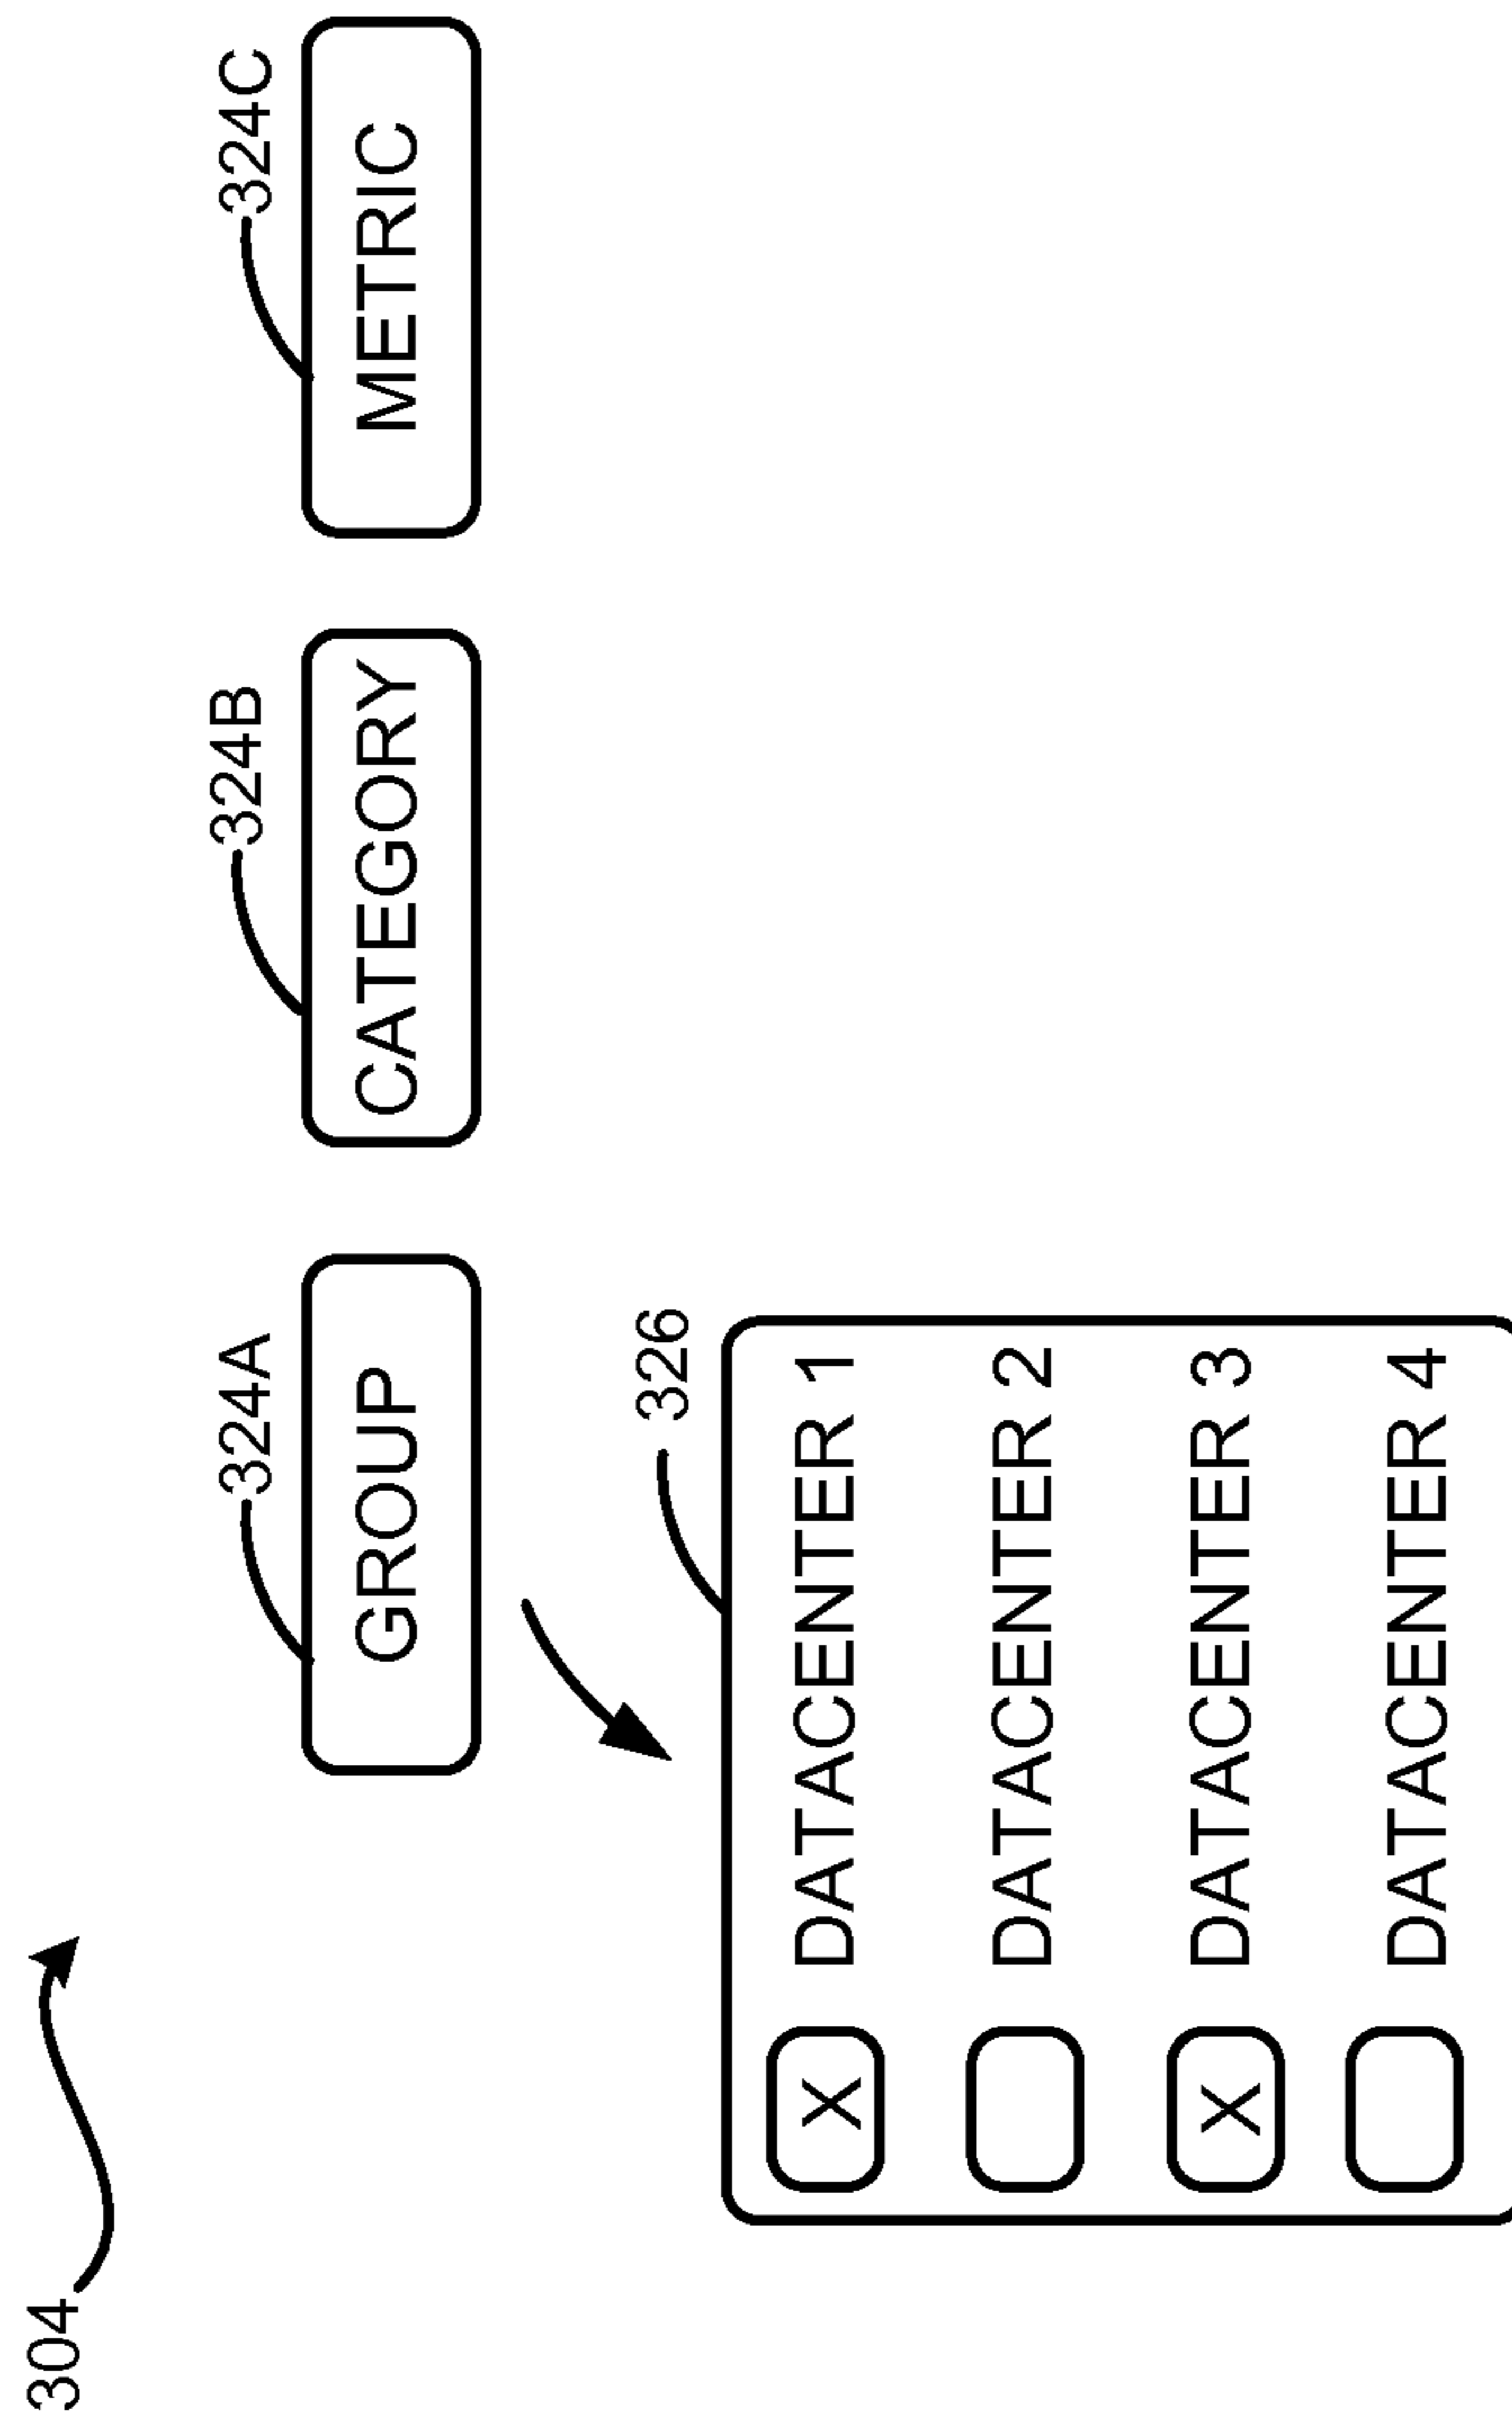 304
324A
324B
324C
GROUP
CATEGORY
METRIC
326
X DATACENTER 1
DATACENTER 2
X DATACENTER 3
DATACENTER 4